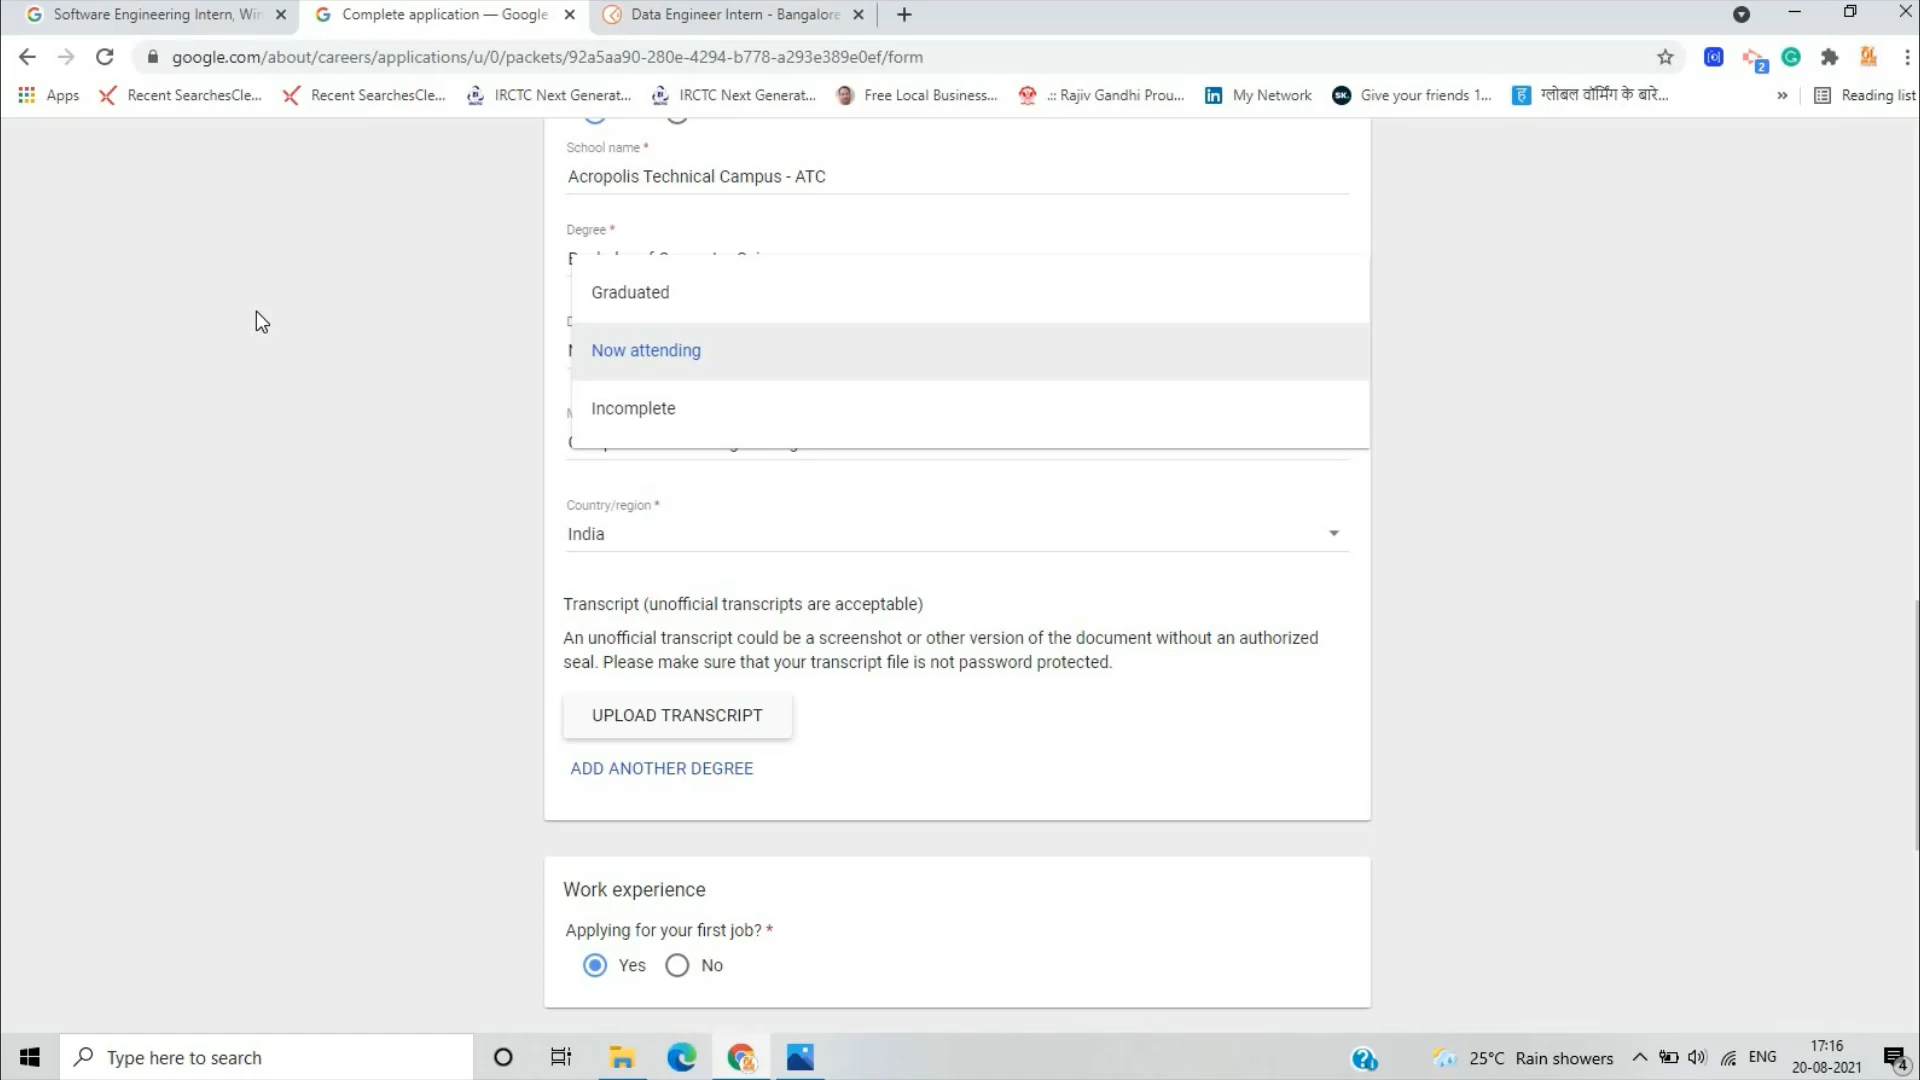 Software Engineering Intern, Win
Complete application — Google
Data Engineer Intern - Bangalore
google.com/about/careers/applications/u/0/packets/92a5aa90-280e-4294-b778-a293e389e0ef/form
2
Apps
Recent SearchesCle...
Recent SearchesCle...
IRCTC Next Generat...
IRCTC Next Generat...
Free Local Business...
.:: Rajiv Gandhi Prou...
My Network
SK.
Give your friends 1...
ह
ग्लोबल वॉर्मिंग के बारे...
»
Reading list
School name *
Acropolis Technical Campus - ATC
Degree *
Graduated
Now attending
Incomplete
Country/region *
India
Transcript (unofficial transcripts are acceptable)
An unofficial transcript could be a screenshot or other version of the document without an authorized
seal. Please make sure that your transcript file is not password protected.
UPLOAD TRANSCRIPT
ADD ANOTHER DEGREE
Work experience
Applying for your first job? *
Yes
No
Type here to search
25°C Rain showers
ENG
17:16
20-08-2021
4